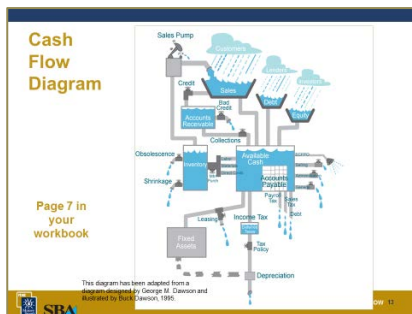 Cash
Flow
Diagram
Page 7 in
your
workbook
Sales Pump
Customers
Lenders
Investors
Credit
Sales
Debt
Equity
Bad
Credit
Accounts
Receivable
Collections
Obsolescence
Inventory
Available
Cash
Accounts
Payable
Shrinkage
Payroll
Tax
Sales
Tax
Debt
Leasing
Income Tax
Fixed
Assets
Tax
Policy
Depreciation
This diagram has been adapted from a
diagram designed by George M. Dawson and
illustrated by Buck Dawson, 1995.
SBA
12